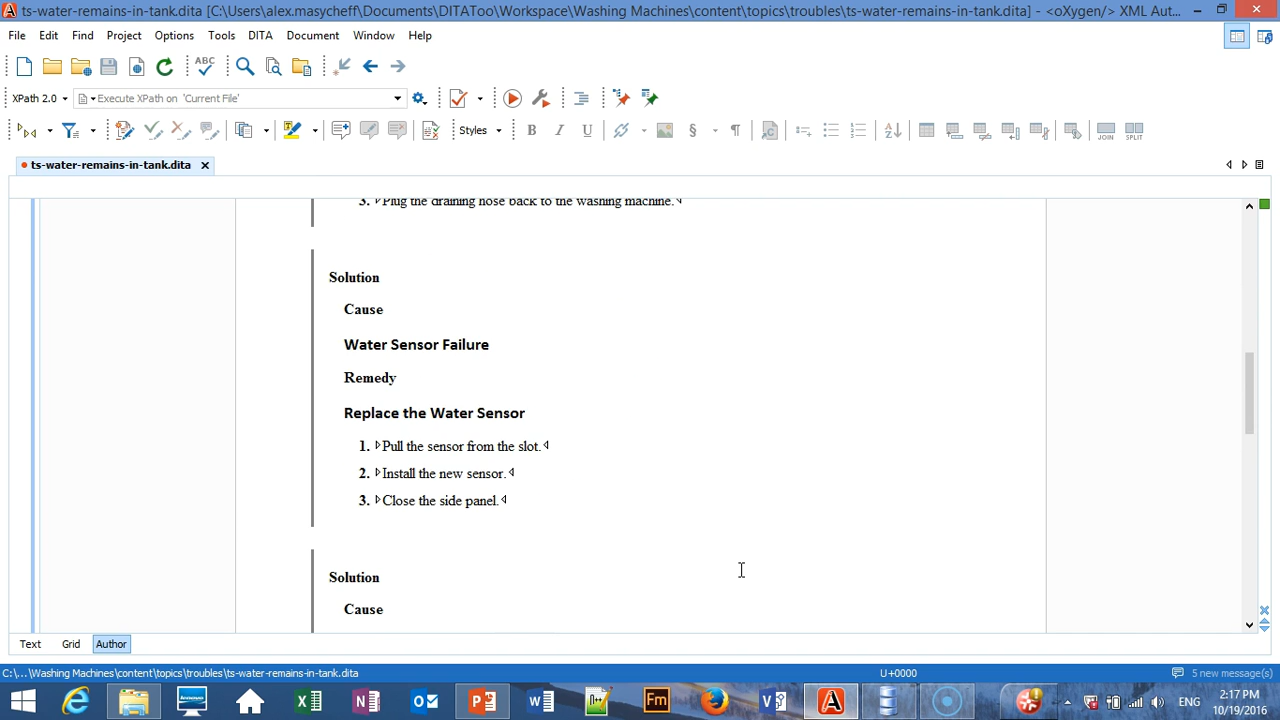 ts-water-remains-in-tank.dita [C:\Users\alex.masycheff\Documents\DITAToo\Workspace\Washing Machines\content\topics\troubles\ts-water-remains-in-tank.dita] - <oXygen/> XML Aut...
File Edit Find Project Options Tools DITA Document Window Help
ABC
XPath 2.0 Execute XPath on 'Current File'
Styles B I U § ¶ JOIN SPLIT
ts-water-remains-in-tank.dita
3. Plug the draining hose back to the washing machine.
Solution
Cause
Water Sensor Failure
Remedy
Replace the Water Sensor
1. Pull the sensor from the slot.
2. Install the new sensor.
3. Close the side panel.
Solution
Cause
Text Grid Author
C:\...\Washing Machines\content\topics\troubles\ts-water-remains-in-tank.dita U+0000 5 new message(s)
Fm
ENG
2:17 PM
10/19/2016